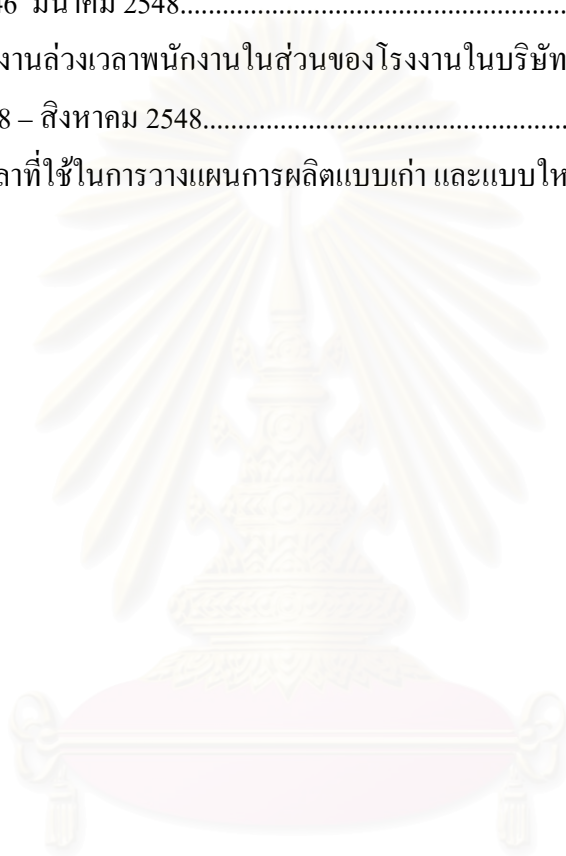 มีนาคม 2548................................................................
งานล่วงเวลาพนักงานในส่วนของโรงงานในบริษัท
8 – สิงหาคม 2548................................................................
ลาที่ใช้ในการวางแผนการผลิตแบบเก่า และแบบให